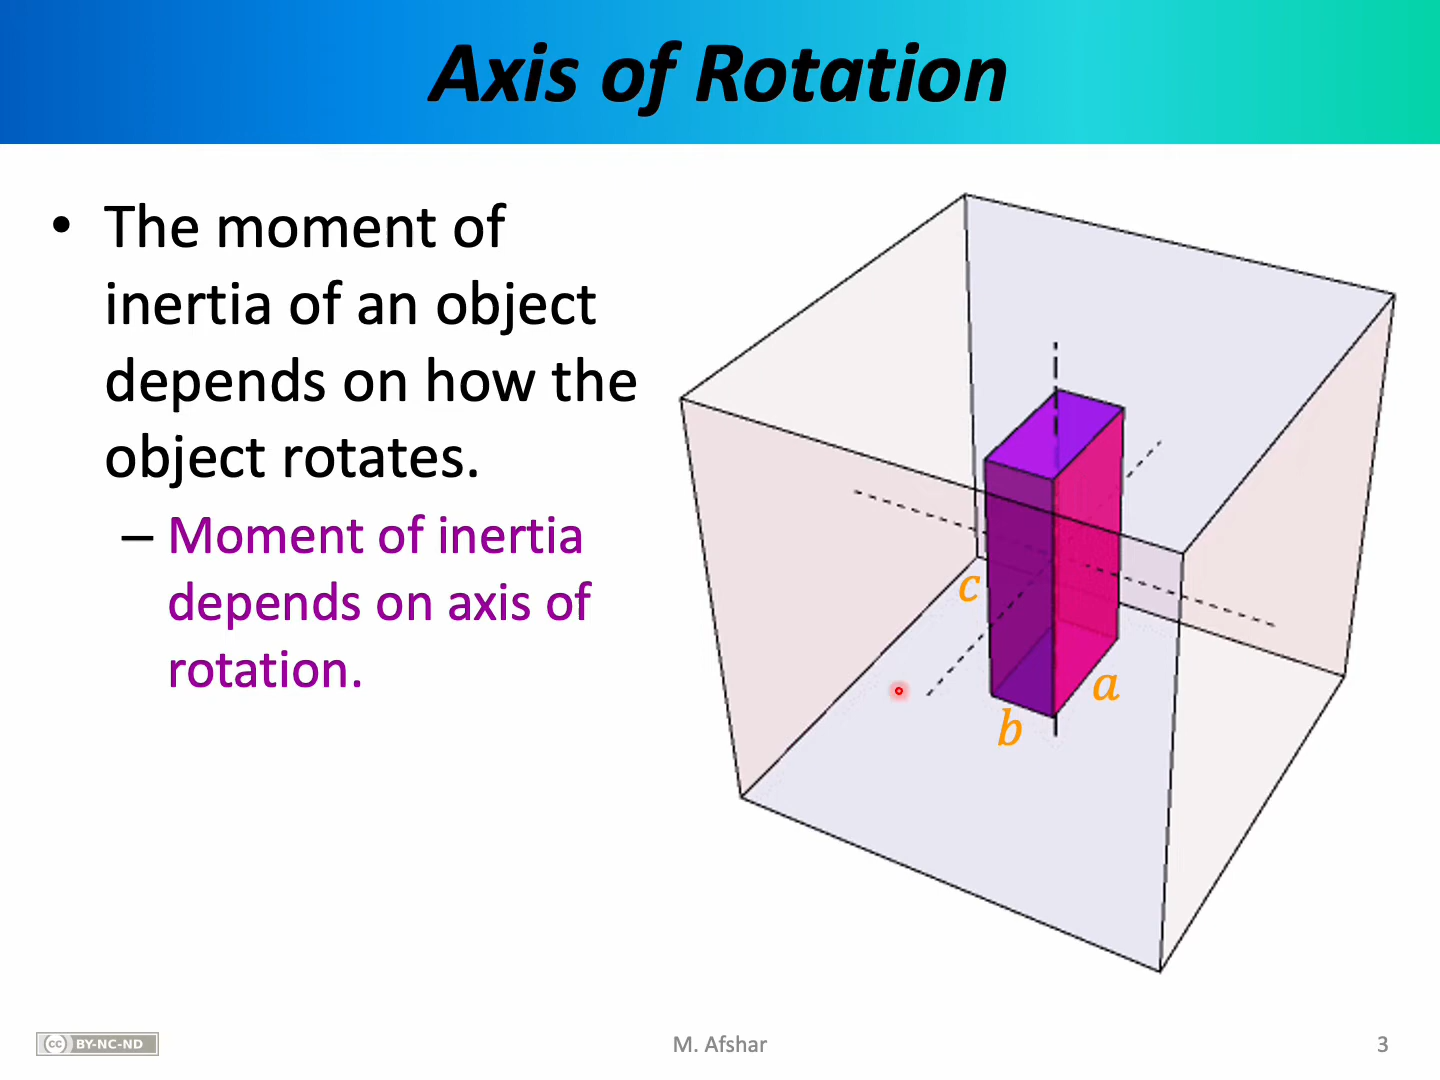 Axis of Rotation
• The moment of
inertia of an object
depends on how the
object rotates.
– Moment of inertia
depends on axis of
rotation.
c
a
b
cc BY-NC-ND
M. Afshar
3